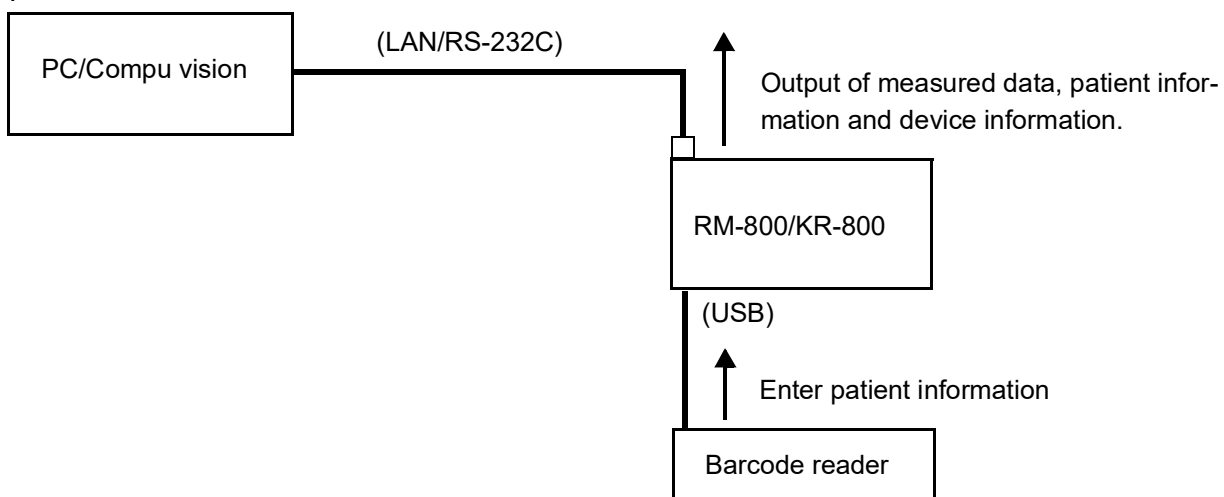 (LAN/RS-232C)
PC/Compu vision
Output of measured data, patient infor-
mation and device information.
RM-800/KR-800
(USB)
Enter patient information
Barcode reader